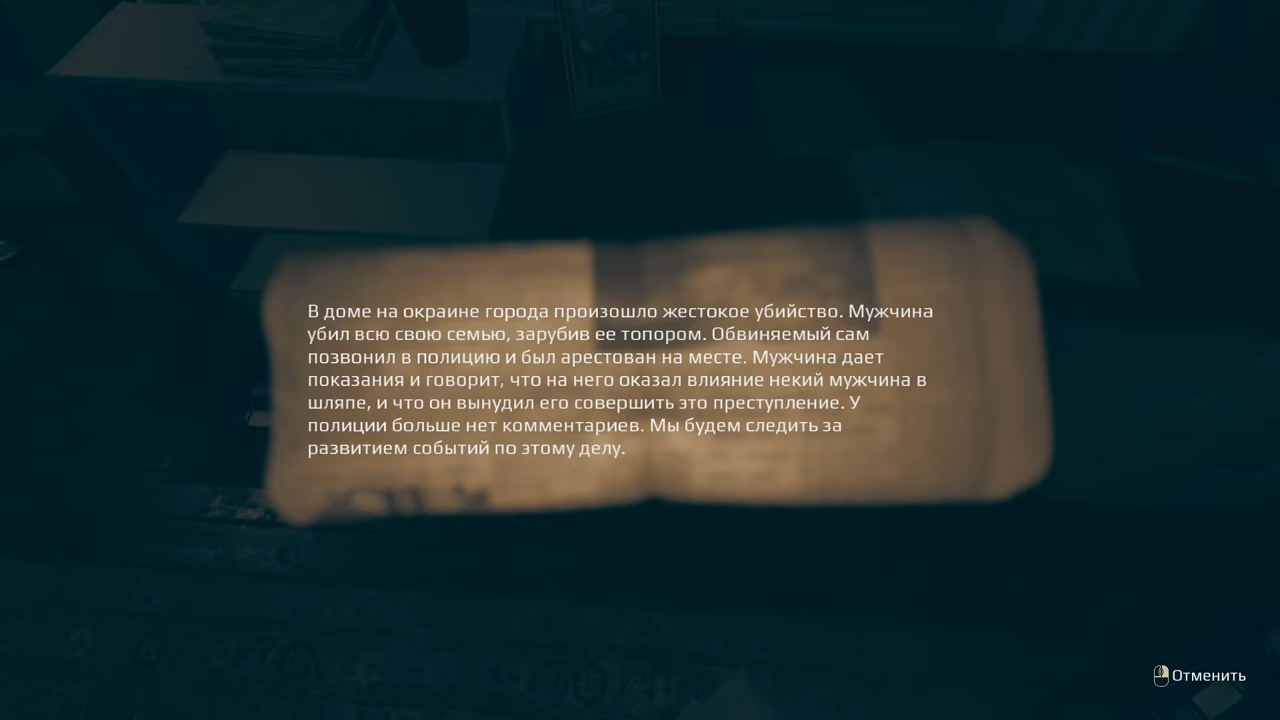 В доме на окраине города произошло жестокое убийство. Мужчина
убил всю свою семью, зарубив ее топором. Обвиняемый сам
позвонил в полицию и был арестован на месте. Мужчина дает
показания и говорит, что на него оказал влияние некий мужчина в
шляпе, и что он вынудил его совершить это преступление. У
полиции больше нет комментариев. Мы будем следить за
развитием событий по этому делу.
Отменить